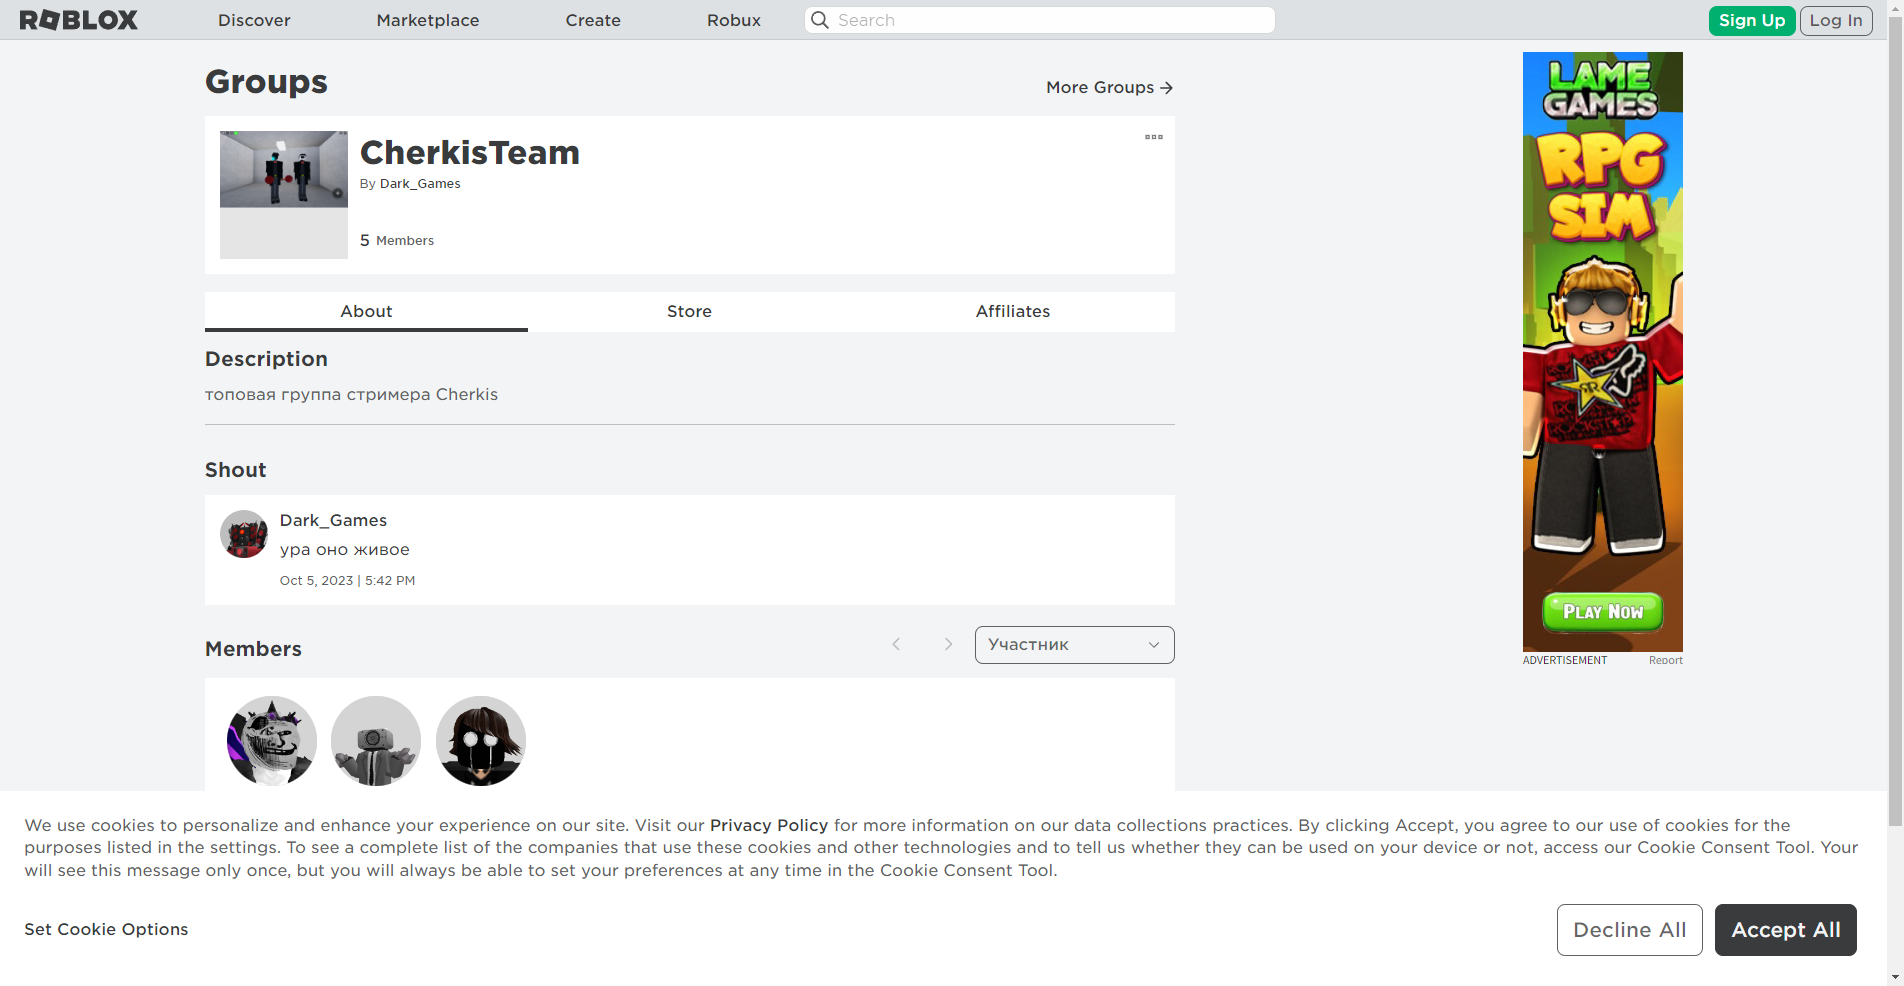 ROBLOX
Discover
Marketplace
Create
Robux
Search
Sign Up
Log In
Groups
More Groups
CherkisTeam
By Dark_Games
5 Members
About
Store
Affiliates
Description
топовая группа стримера Cherkis
Shout
Dark_Games
ура оно живое
Oct 5, 2023 | 5:42 PM
Members
Участник
LAME
GAMES
RPG
SIM
PLAY NOW
ADVERTISEMENT
Report
We use cookies to personalize and enhance your experience on our site. Visit our Privacy Policy for more information on our data collections practices. By clicking Accept, you agree to our use of cookies for the
purposes listed in the settings. To see a complete list of the companies that use these cookies and other technologies and to tell us whether they can be used on your device or not, access our Cookie Consent Tool. Your
will see this message only once, but you will always be able to set your preferences at any time in the Cookie Consent Tool.
Set Cookie Options
Decline All
Accept All